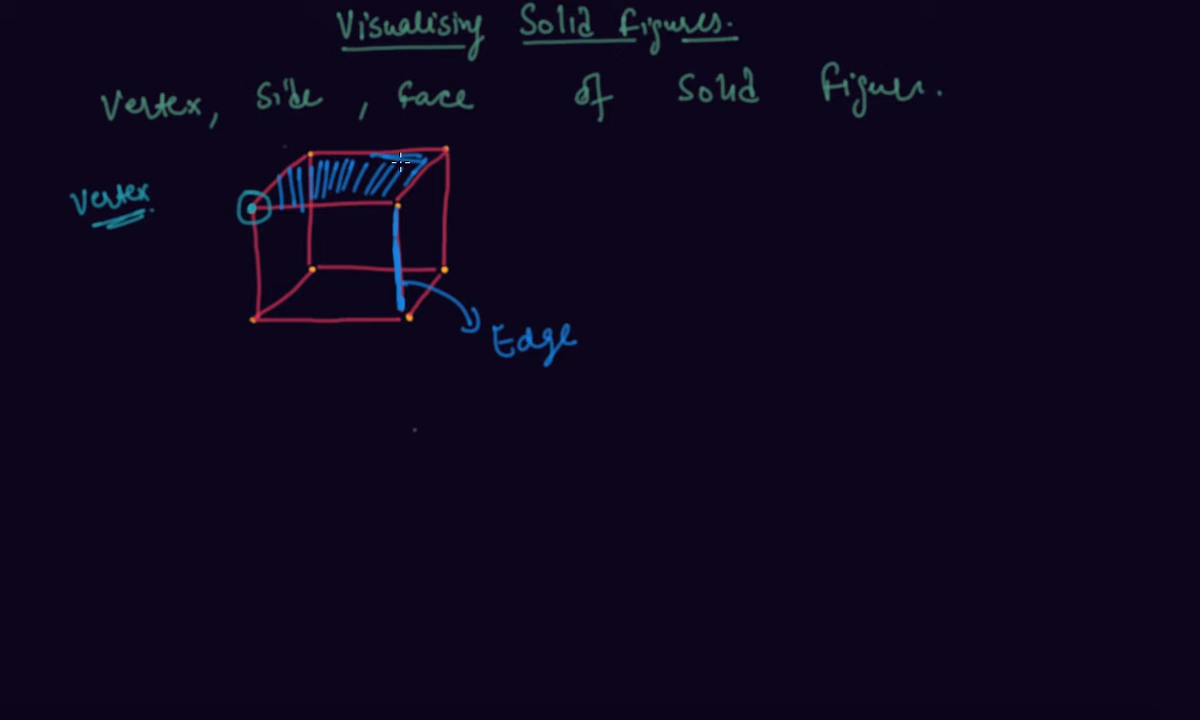 Visualising Solid Figures.
Vertex, Side, face of Solid figure.
Vertex.
Edge